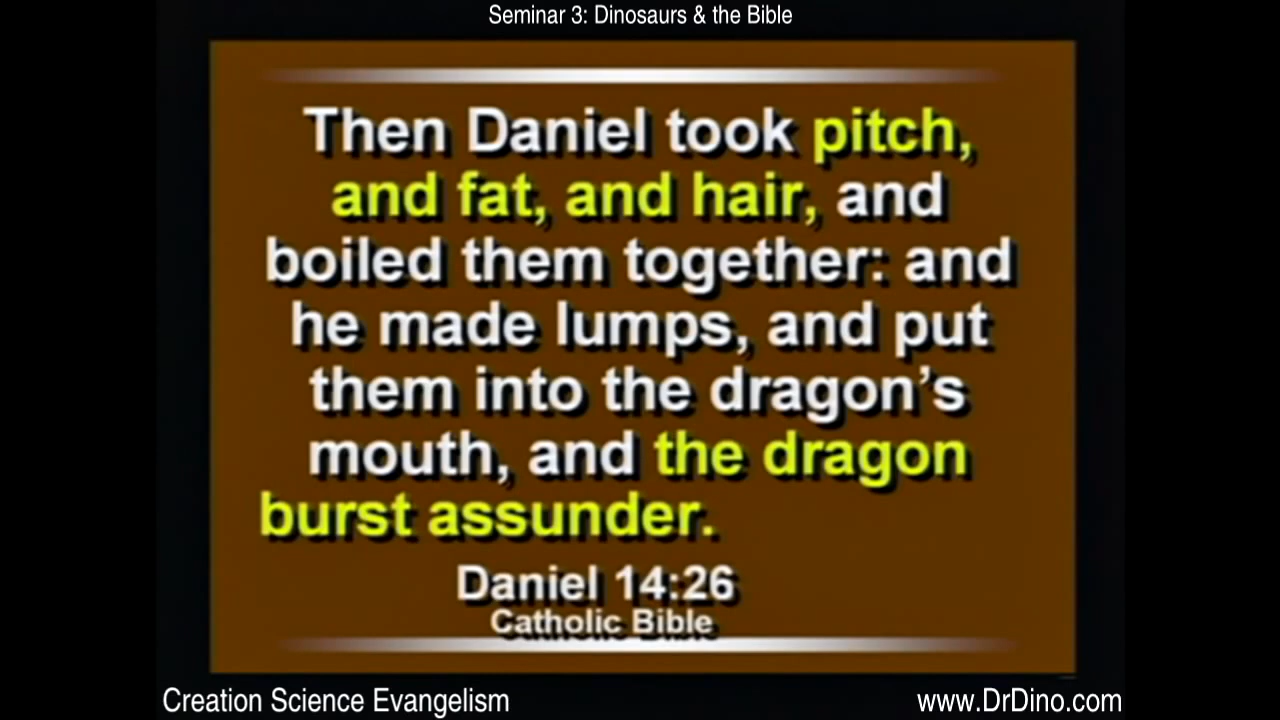 Seminar 3: Dinosaurs & the Bible
Then Daniel took pitch,
and fat, and hair, and
boiled them together: and
he made lumps, and put
them into the dragon's
mouth, and the dragon
burst assunder.
Daniel 14:26
Catholic Bible
Creation Science Evangelism
www.DrDino.com